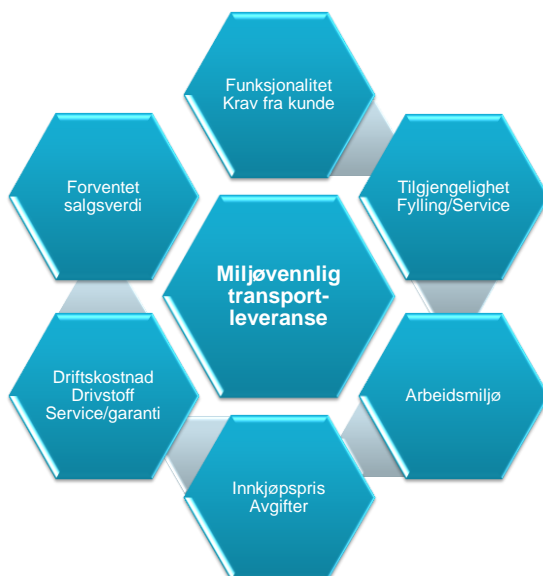 Funksjonalitet
Krav fra kunde
Tilgjengelighet
Fylling/Service
Arbeidsmiljø
Innkjøpspris
Avgifter
Driftskostnad
Drivstoff
Service/garanti
Forventet
salgsverdi
Miljøvennlig
transport-
leveranse